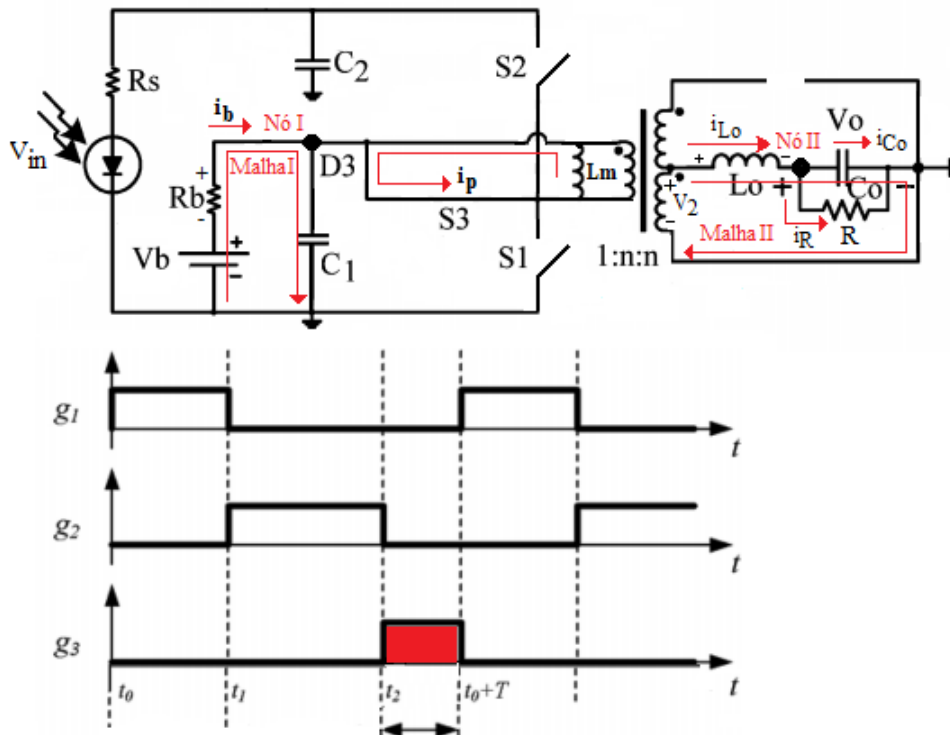 Rs
C2
S2
Vin
ib
Nó I
D3
Malha I
Rb
ip
Lm
S3
Vb
C1
S1
1:n:n
iLo
Nó II
Vo
iCo
+
-
Lo
+
Co
-
V2
iR
R
Malha II
+
-
+
-
+
-
g1
t
g2
t
g3
t0
t1
t2
t0+T
t